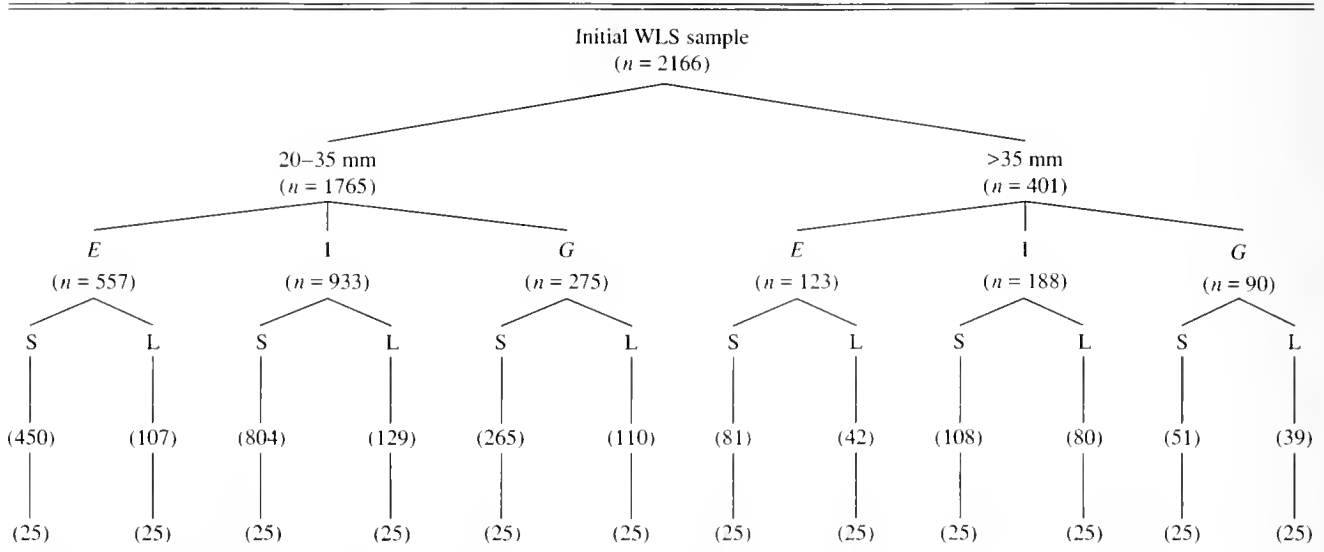 Initial WLS sample
(n = 2166)
20–35 mm >35 mm
(n = 1765) (n = 401)
E I G E I G
(n = 557) (n = 933) (n = 275) (n = 123) (n = 188) (n = 90)
S L S L S L S L S L S L
(450) (107) (804) (129) (265) (110) (81) (42) (108) (80) (51) (39)
(25) (25) (25) (25) (25) (25) (25) (25) (25) (25) (25) (25)